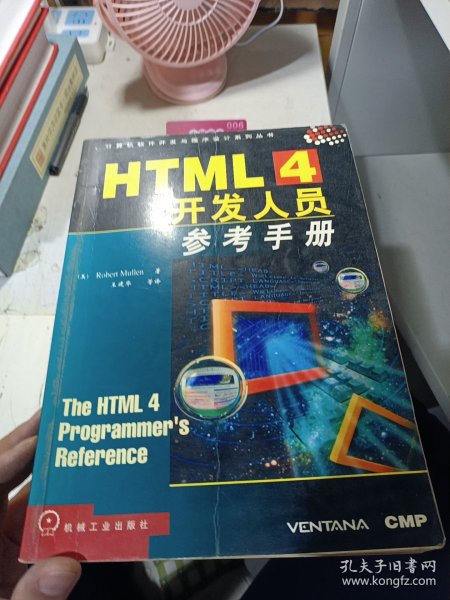 006
计算机软件开发与程序设计系列丛书
HTML 4
开发人员
参考手册
(美) Robert Mullen 著
王建华 等译
The HTML 4
Programmer's
Reference
机械工业出版社
VENTANA CMP
孔夫子旧书网
www.kongfz.com